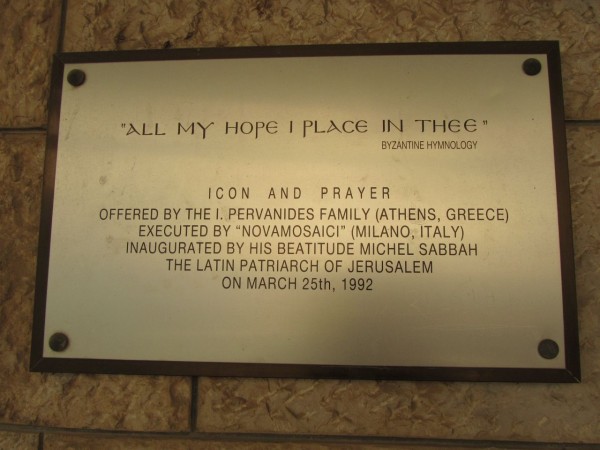 "ALL MY HOPE I PLACE IN THEE"
BYZANTINE HYMNOLOGY
ICON AND PRAYER
OFFERED BY THE I. PERVANIDES FAMILY (ATHENS, GREECE)
EXECUTED BY "NOVAMOSAICI" (MILANO, ITALY)
INAUGURATED BY HIS BEATITUDE MICHEL SABBAH
THE LATIN PATRIARCH OF JERUSALEM
ON MARCH 25th, 1992